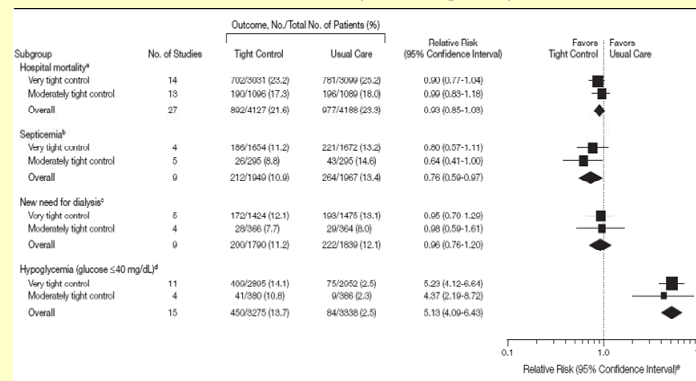 Outcome, No./Total No. of Patients (%)
Subgroup No. of Studies Tight Control Usual Care Relative Risk (95% Confidence Interval) Favors Tight Control Favors Usual Care
Hospital mortalityᵃ
Very tight control 14 702/3031 (23.2) 781/3099 (25.2) 0.90 (0.77-1.04)
Moderately tight control 13 190/1096 (17.3) 196/1089 (18.0) 0.99 (0.83-1.18)
Overall 27 892/4127 (21.6) 977/4188 (23.3) 0.93 (0.85-1.03)
Septicemiaᵇ
Very tight control 4 186/1654 (11.2) 221/1672 (13.2) 0.80 (0.57-1.11)
Moderately tight control 5 26/295 (8.8) 43/295 (14.6) 0.64 (0.41-1.00)
Overall 9 212/1949 (10.9) 264/1967 (13.4) 0.76 (0.59-0.97)
New need for dialysisᶜ
Very tight control 5 172/1424 (12.1) 193/1475 (13.1) 0.95 (0.70-1.29)
Moderately tight control 4 28/366 (7.7) 29/364 (8.0) 0.98 (0.59-1.61)
Overall 9 200/1790 (11.2) 222/1839 (12.1) 0.96 (0.76-1.20)
Hypoglycemia (glucose ≤40 mg/dL)ᵈ
Very tight control 11 75/2052 (2.5) 5.23 (4.12-6.64)
Moderately tight control 4 41/380 (10.8) 9/386 (2.3) 4.37 (2.19-8.72)
Overall 15 450/3275 (13.7) 84/3338 (2.5) 5.13 (4.09-6.43)
0.1 1.0
Relative Risk (95% Confidence Interval)ᵉ